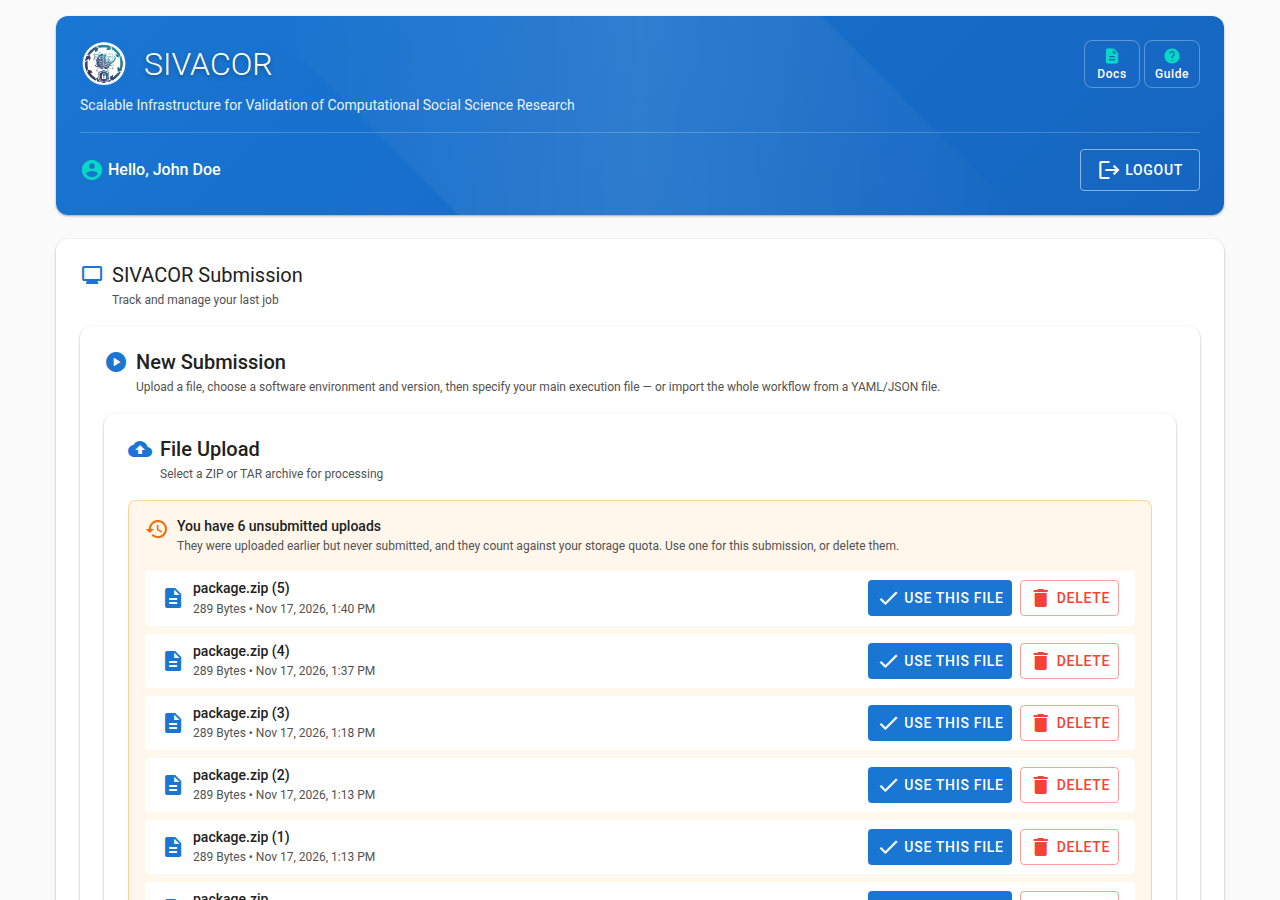 SIVACOR
Docs
Guide
Scalable Infrastructure for Validation of Computational Social Science Research
Hello, John Doe
LOGOUT
SIVACOR Submission
Track and manage your last job
New Submission
Upload a file, choose a software environment and version, then specify your main execution file — or import the whole workflow from a YAML/JSON file.
File Upload
Select a ZIP or TAR archive for processing
You have 6 unsubmitted uploads
They were uploaded earlier but never submitted, and they count against your storage quota. Use one for this submission, or delete them.
package.zip (5)
289 Bytes • Nov 17, 2026, 1:40 PM
USE THIS FILE
DELETE
package.zip (4)
289 Bytes • Nov 17, 2026, 1:37 PM
USE THIS FILE
DELETE
package.zip (3)
289 Bytes • Nov 17, 2026, 1:18 PM
USE THIS FILE
DELETE
package.zip (2)
289 Bytes • Nov 17, 2026, 1:13 PM
USE THIS FILE
DELETE
package.zip (1)
289 Bytes • Nov 17, 2026, 1:13 PM
USE THIS FILE
DELETE
package.zip